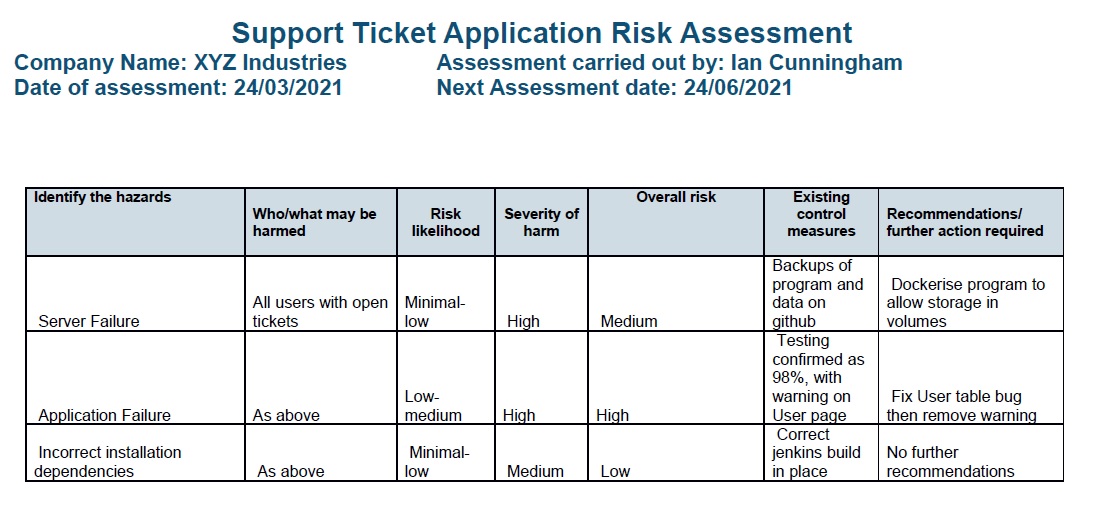 Support Ticket Application Risk Assessment
Company Name: XYZ Industries Assessment carried out by: Ian Cunningham
Date of assessment: 24/03/2021 Next Assessment date: 24/06/2021
Identify the hazards
Who/what may be
harmed
Risk
likelihood
Severity of
harm
Overall risk
Existing
control
measures
Recommendations/
further action required
Server Failure
All users with open
tickets
Minimal-
low
High
Medium
Backups of
program and
data on
github
Dockerise program to
allow storage in
volumes
Application Failure
As above
Low-
medium
High
High
Testing
confirmed as
98%, with
warning on
User page
Fix User table bug
then remove warning
Incorrect installation
dependencies
As above
Minimal-
low
Medium
Low
Correct
jenkins build
in place
No further
recommendations